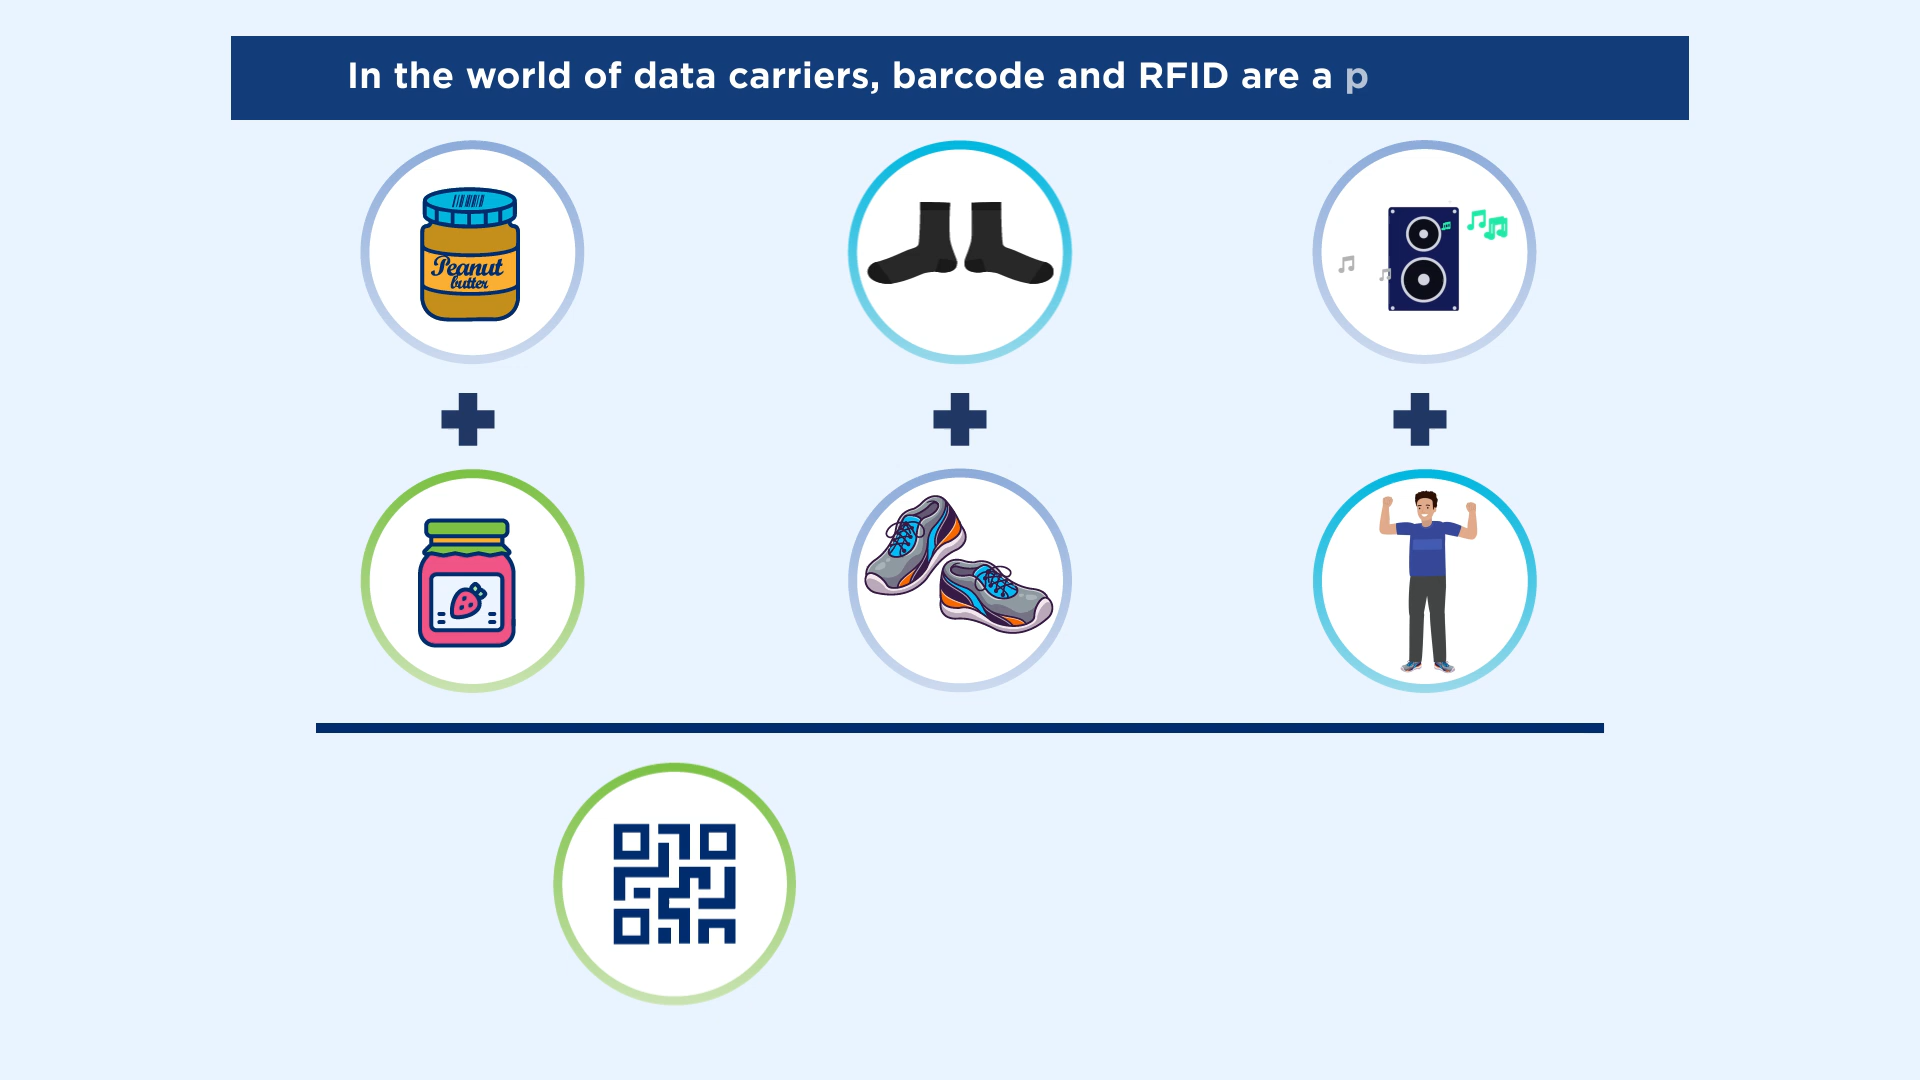 In the world of data carriers, barcode and RFID are a p
Peanut
butter